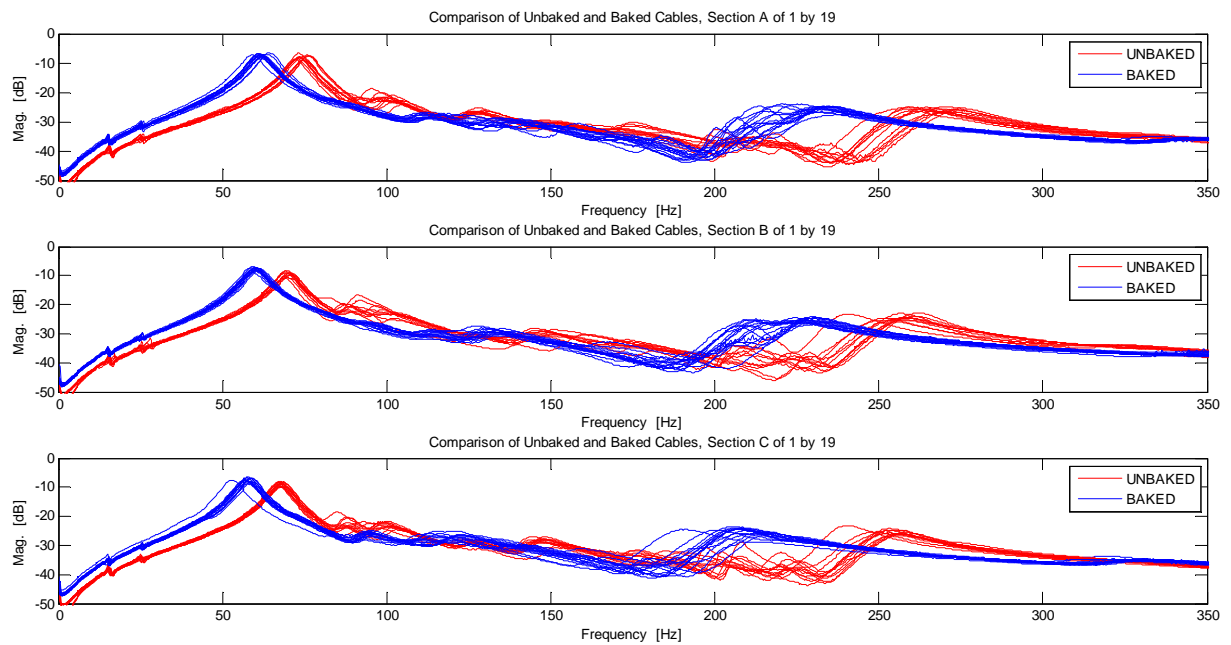 Comparison of Unbaked and Baked Cables, Section A of 1 by 19
0
-10
-20
-30
-40
-50
Mag. [dB]
UNBAKED
BAKED
0 50 100 150 200 250 300 350
Frequency [Hz]
Comparison of Unbaked and Baked Cables, Section B of 1 by 19
0
-10
-20
-30
-40
-50
Mag. [dB]
UNBAKED
BAKED
0 50 100 150 200 250 300 350
Frequency [Hz]
Comparison of Unbaked and Baked Cables, Section C of 1 by 19
0
-10
-20
-30
-40
-50
Mag. [dB]
UNBAKED
BAKED
0 50 100 150 200 250 300 350
Frequency [Hz]